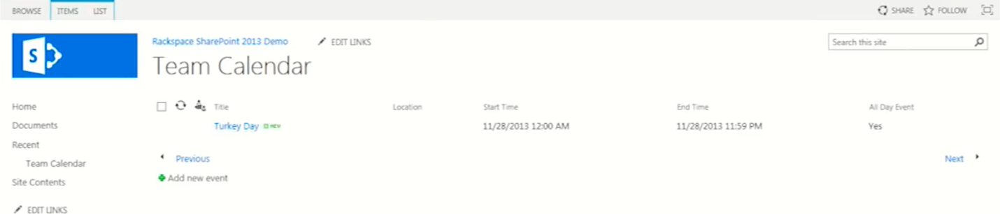 BROWSE ITEMS LIST SHARE FOLLOW
S
Rackspace SharePoint 2013 Demo EDIT LINKS Search this site
Team Calendar
Home Title Location Start Time End Time All Day Event
Documents Turkey Day NEW 11/28/2013 12:00 AM 11/28/2013 11:59 PM Yes
Recent
Previous Next
Team Calendar
Add new event
Site Contents
EDIT LINKS